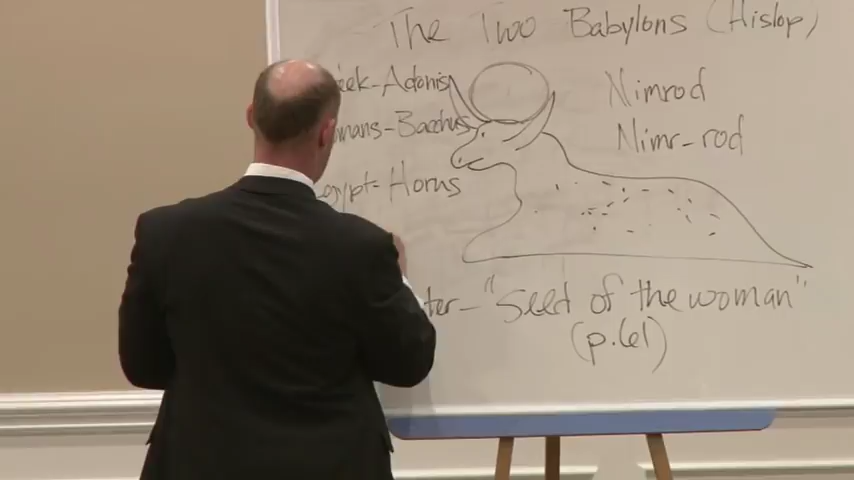 The Two Babylons (Hislop)
eek-Adonis
mans-Bacchus
gypt-Horus
Nimrod
Nimr-rod
ter-"Seed of the woman"
(p.61)